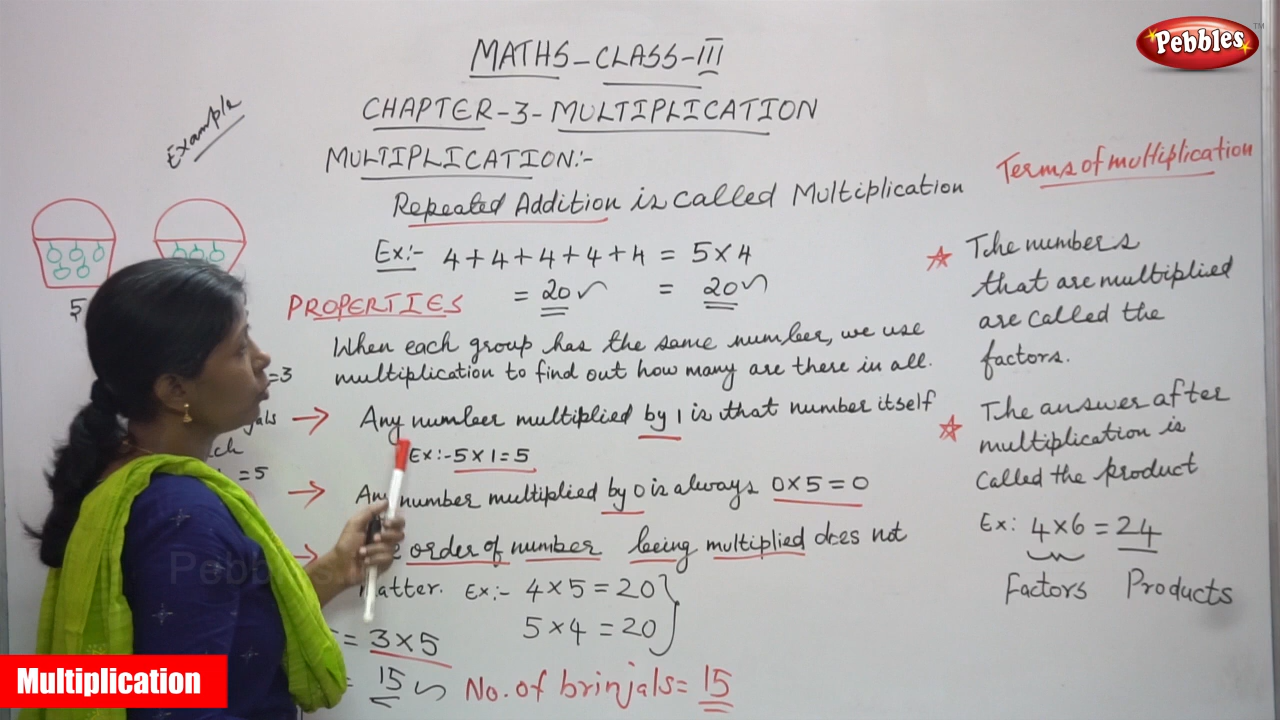 Pebbles
TM
MATHS-CLASS-III
CHAPTER-3-MULTIPLICATION
Example
MULTIPLICATION:-
Repeated Addition is called Multiplication
Ex:- 4+4+4+4+4 = 5×4
= 20 = 20
5
PROPERTIES
When each group has the same number, we use
multiplication to find out how many are there in all.
=3
Any number multiplied by 1 is that number itself
Ex:- 5×1=5
=5
Any number multiplied by 0 is always 0×5=0
order of number being multiplied does not
matter. Ex:- 4×5=20
5×4=20
= 3×5
= 15 No. of brinjals= 15
Terms of multiplication
The numbers
that are multiplied
are called the
factors.
The answer after
multiplication is
called the product
Ex: 4×6=24
Factors Products
Pebbles
Multiplication